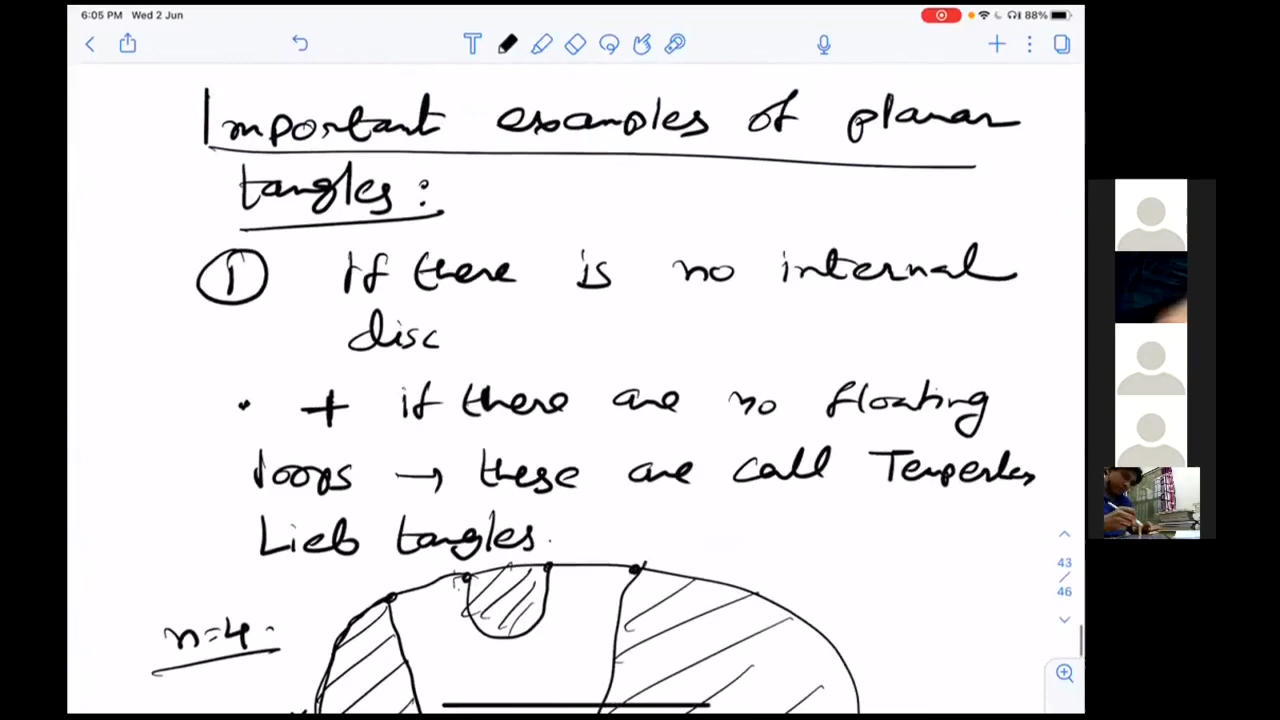 6:05 PM Wed 2 Jun
88%
Important examples of planar
tangles:
① if there is no internal
disc
• + if there are no floating
loops → these are call Temperley
Lieb tangles.
n=4
43
/
46